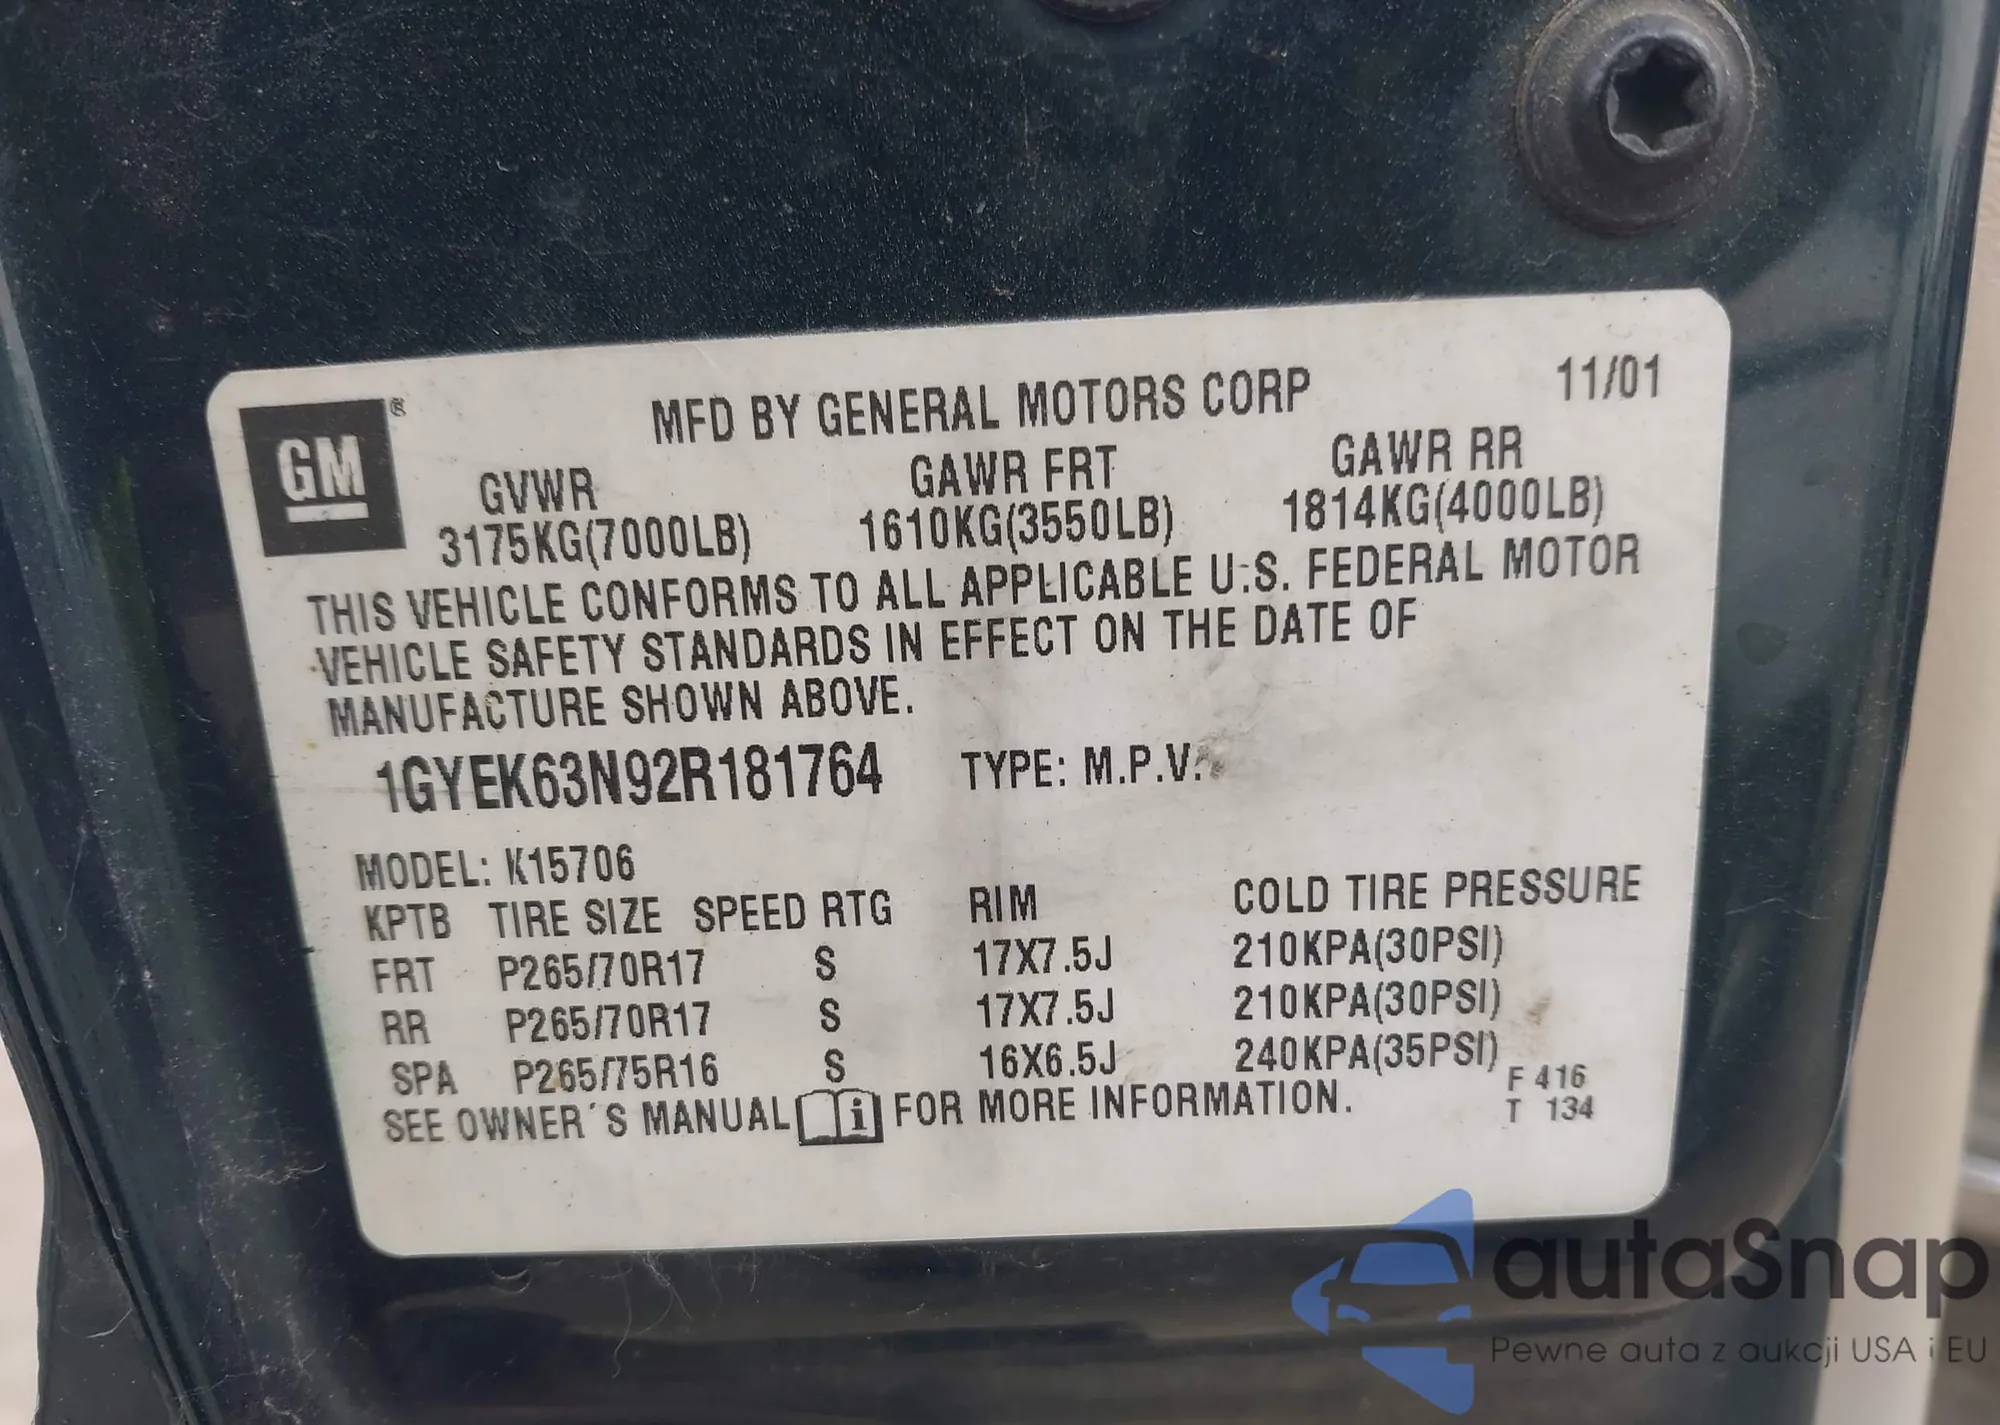 MFD BY GENERAL MOTORS CORP 11/01
GM ®
GVWR GAWR FRT GAWR RR
3175KG(7000LB) 1610KG(3550LB) 1814KG(4000LB)
THIS VEHICLE CONFORMS TO ALL APPLICABLE U.S. FEDERAL MOTOR
VEHICLE SAFETY STANDARDS IN EFFECT ON THE DATE OF
MANUFACTURE SHOWN ABOVE.
1GYEK63N92R181764 TYPE: M.P.V.
MODEL: K15706
KPTB TIRE SIZE SPEED RTG RIM COLD TIRE PRESSURE
FRT P265/70R17 S 17X7.5J 210KPA(30PSI)
RR P265/70R17 S 17X7.5J 210KPA(30PSI)
SPA P265/75R16 S 16X6.5J 240KPA(35PSI)
SEE OWNER´S MANUAL i FOR MORE INFORMATION.
F 416
T 134
autaSnap
Pewne auta z aukcji USA i EU